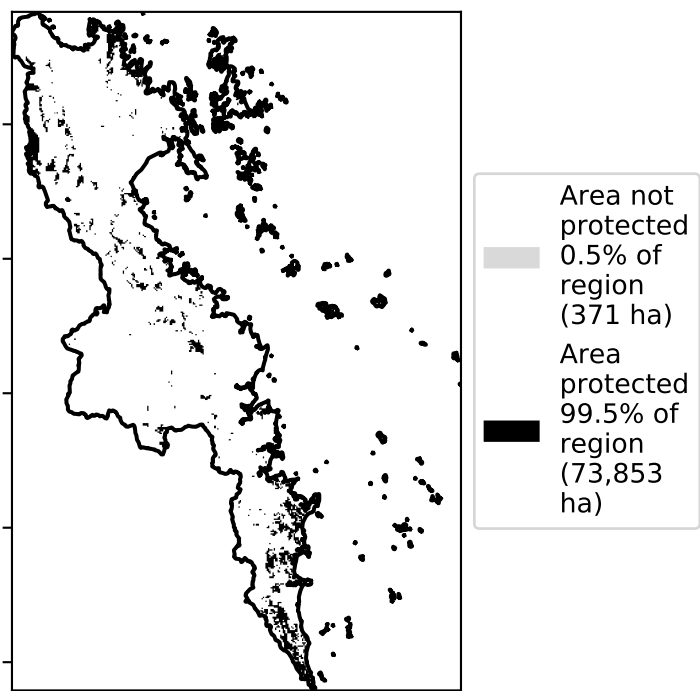 Area not
protected
0.5% of
region
(371 ha)
Area
protected
99.5% of
region
(73,853
ha)